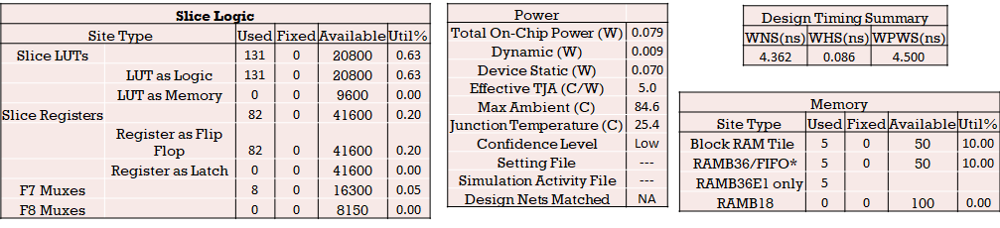 Slice Logic
Site Type Used Fixed Available Util%
Slice LUTs 131 0 20800 0.63
LUT as Logic 131 0 20800 0.63
LUT as Memory 0 0 9600 0.00
Slice Registers 82 0 41600 0.20
Register as Flip
Flop 82 0 41600 0.20
Register as Latch 0 0 41600 0.00
F7 Muxes 8 0 16300 0.05
F8 Muxes 0 0 8150 0.00
Power
Total On-Chip Power (W) 0.079
Dynamic (W) 0.009
Device Static (W) 0.070
Effective TJA (C/W) 5.0
Max Ambient (C) 84.6
Junction Temperature (C) 25.4
Confidence Level Low
Setting File ---
Simulation Activity File ---
Design Nets Matched NA
Design Timing Summary
WNS(ns) WHS(ns) WPWS(ns)
4.362 0.086 4.500
Memory
Site Type Used Fixed Available Util%
Block RAM Tile 5 0 50 10.00
RAMB36/FIFO* 5 0 50 10.00
RAMB36E1 only 5
RAMB18 0 0 100 0.00